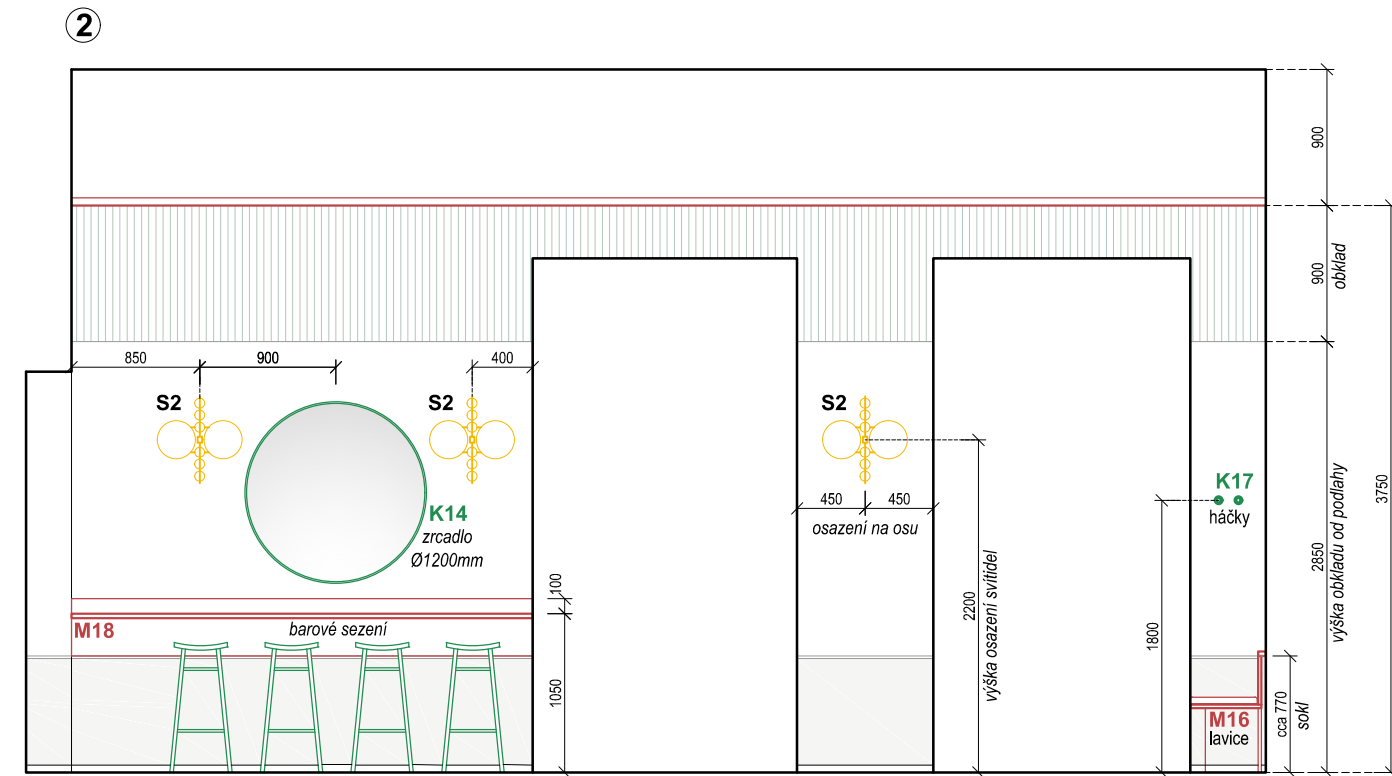 2
900
900
obklad
850
900
400
S2
S2
S2
K14
zrcadlo
Ø1200mm
450
450
osazení na osu
K17
háčky
2200
výška osazení svítidel
1800
2850
výška obkladu od podlahy
3750
100
M18
barové sezení
1050
M16
lavice
cca 770
sokl